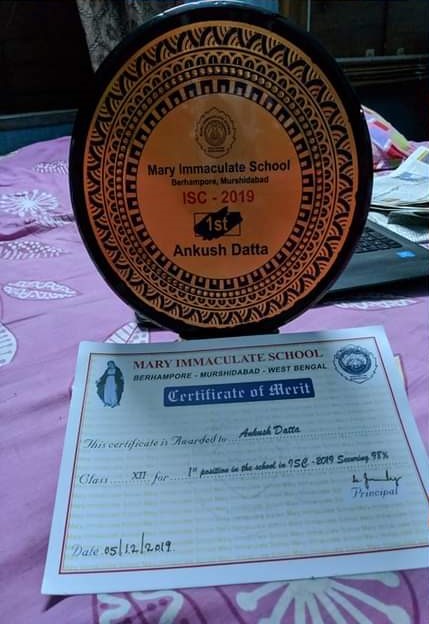 Mary Immaculate School
Berhampore, Murshidabad
ISC - 2019
1st
Ankush Datta
MARY IMMACULATE SCHOOL
BERHAMPORE - MURSHIDABAD - WEST BENGAL
Certificate of Merit
This certificate is Awarded to Ankush Datta
Class XII for 1st position in the school in ISC -2019 Securing 98%
Principal
Date 05/12/2019.